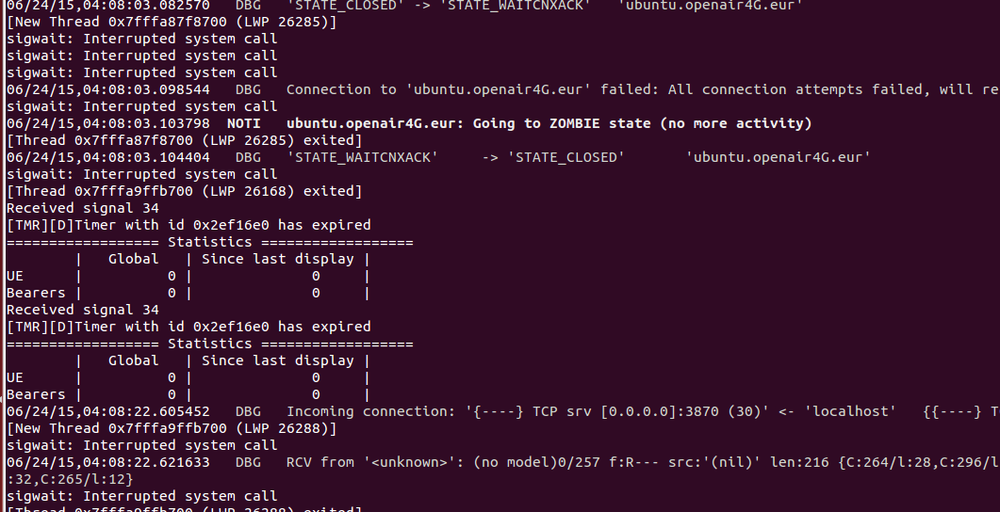 06/24/15,04:08:03.082570   DBG   'STATE_CLOSED' -> 'STATE_WAITCNXACK'   'ubuntu.openair4G.eur'
[New Thread 0x7fffa87f8700 (LWP 26285)]
sigwait: Interrupted system call
sigwait: Interrupted system call
sigwait: Interrupted system call
06/24/15,04:08:03.098544   DBG   Connection to 'ubuntu.openair4G.eur' failed: All connection attempts failed, will re
sigwait: Interrupted system call
06/24/15,04:08:03.103798  NOTI   ubuntu.openair4G.eur: Going to ZOMBIE state (no more activity)
[Thread 0x7fffa87f8700 (LWP 26285) exited]
06/24/15,04:08:03.104404   DBG   'STATE_WAITCNXACK'     -> 'STATE_CLOSED'       'ubuntu.openair4G.eur'
sigwait: Interrupted system call
[Thread 0x7fffa9ffb700 (LWP 26168) exited]
Received signal 34
[TMR][D]Timer with id 0x2ef16e0 has expired
================== Statistics ==================
        |   Global   | Since last display |
UE      |          0 |              0     |
Bearers |          0 |              0     |
Received signal 34
[TMR][D]Timer with id 0x2ef16e0 has expired
================== Statistics ==================
        |   Global   | Since last display |
UE      |          0 |              0     |
Bearers |          0 |              0     |
06/24/15,04:08:22.605452   DBG   Incoming connection: '{----} TCP srv [0.0.0.0]:3870 (30)' <- 'localhost'   {{----} T
[New Thread 0x7fffa9ffb700 (LWP 26288)]
sigwait: Interrupted system call
06/24/15,04:08:22.621633   DBG   RCV from '<unknown>': (no model)0/257 f:R--- src:'(nil)' len:216 {C:264/l:28,C:296/l
:32,C:265/l:12}
sigwait: Interrupted system call
[Thread 0x7fffa9ffb700 (LWP 26288) exited]